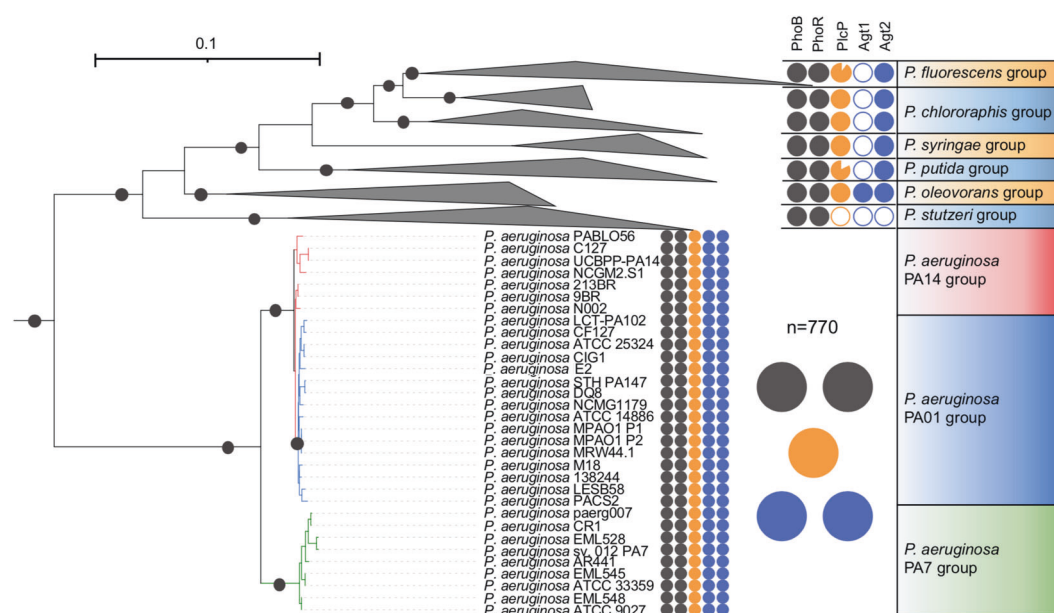 0.1
PhoB
PhoR
PlcP
Agt1
Agt2
P. fluorescens group
P. chlororaphis group
P. syringae group
P. putida group
P. oleovorans group
P. stutzeri group
P. aeruginosa PABLO56
P. aeruginosa C127
P. aeruginosa UCBPP-PA14
P. aeruginosa NCGM2.S1
P. aeruginosa 213BR
P. aeruginosa 9BR
P. aeruginosa N002
P. aeruginosa LCT-PA102
P. aeruginosa CF127
P. aeruginosa ATCC 25324
P. aeruginosa CIG1
P. aeruginosa E2
P. aeruginosa STH PA147
P. aeruginosa DQ8
P. aeruginosa NCMG1179
P. aeruginosa ATCC 14886
P. aeruginosa MPAO1 P1
P. aeruginosa MPAO1 P2
P. aeruginosa MRW44.1
P. aeruginosa M18
P. aeruginosa 138244
P. aeruginosa LESB58
P. aeruginosa PACS2
P. aeruginosa paerg007
P. aeruginosa CR1
P. aeruginosa EML528
P. aeruginosa sv. 012 PA7
P. aeruginosa AR441
P. aeruginosa EML545
P. aeruginosa ATCC 33359
P. aeruginosa EML548
P. aeruginosa ATCC 9027
n=770
P. aeruginosa
PA14 group
P. aeruginosa
PA01 group
P. aeruginosa
PA7 group